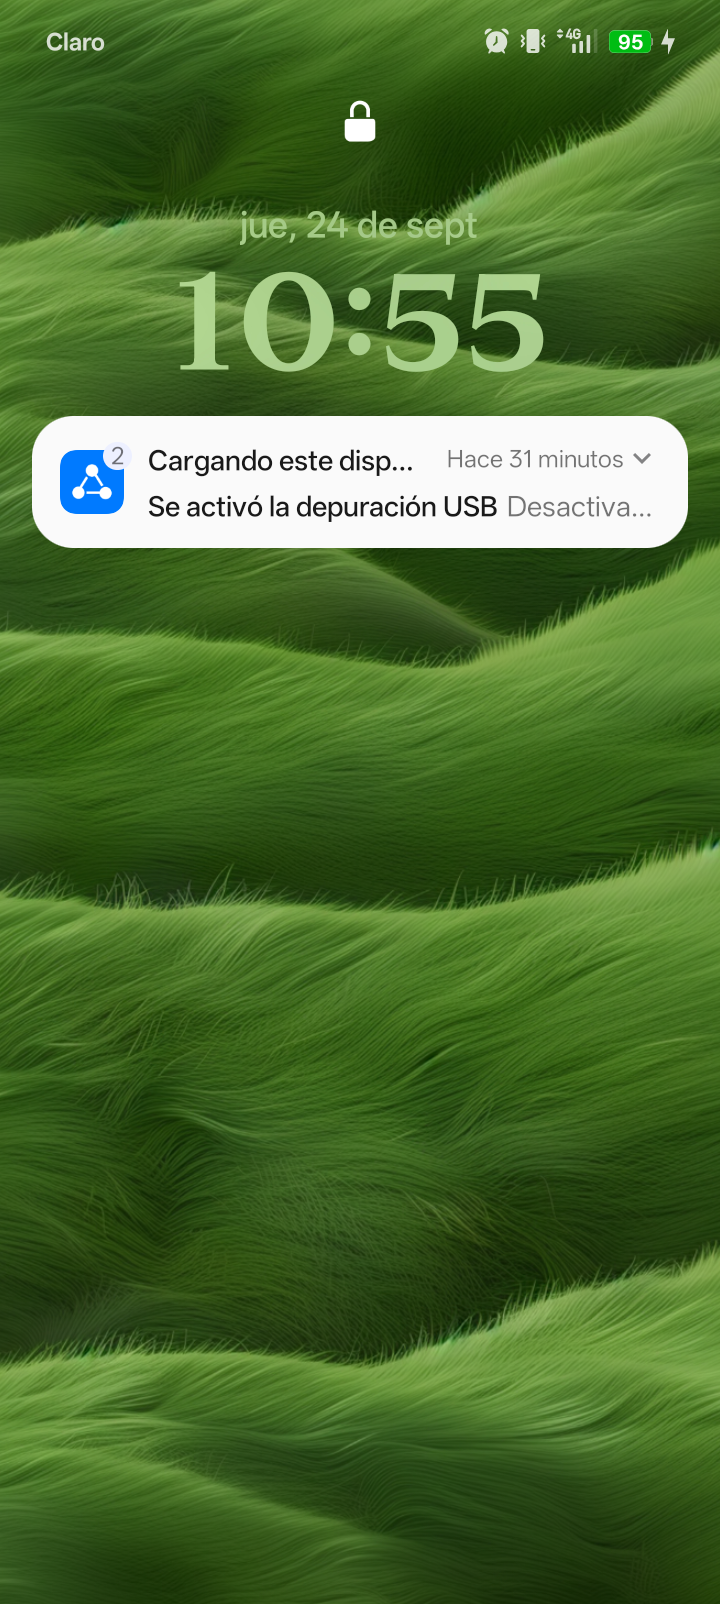 Claro 4G 95
jue, 24 de sept
10:55
2 Cargando este disp... Hace 31 minutos
Se activó la depuración USB Desactiva...